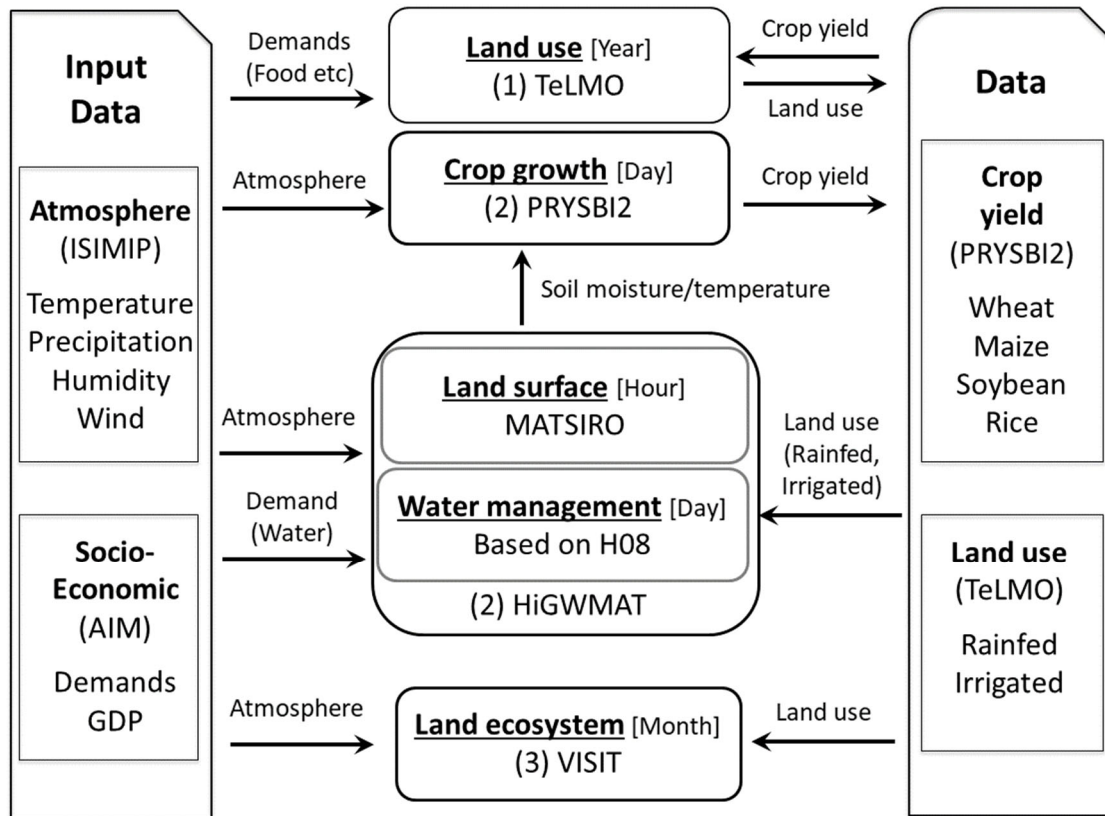 Input
Data
Atmosphere
(ISIMIP)
Temperature
Precipitation
Humidity
Wind
Socio-
Economic
(AIM)
Demands
GDP
Demands
(Food etc)
Atmosphere
Atmosphere
Demand
(Water)
Atmosphere
Land use [Year]
(1) TeLMO
Crop growth [Day]
(2) PRYSBI2
Soil moisture/temperature
Land surface [Hour]
MATSIRO
Water management [Day]
Based on H08
(2) HiGWMAT
Land ecosystem [Month]
(3) VISIT
Crop yield
Land use
Crop yield
Land use
(Rainfed,
Irrigated)
Land use
Data
Crop
yield
(PRYSBI2)
Wheat
Maize
Soybean
Rice
Land use
(TeLMO)
Rainfed
Irrigated